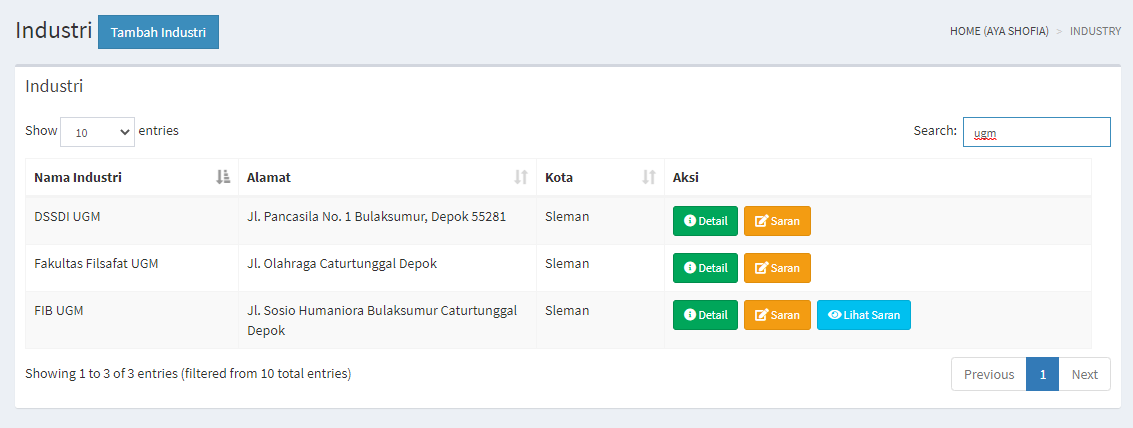 Industri Tambah Industri HOME (AYA SHOFIA) > INDUSTRY
Industri
Show 10 entries Search: ugm
Nama Industri Alamat Kota Aksi
DSSDI UGM Jl. Pancasila No. 1 Bulaksumur, Depok 55281 Sleman Detail Saran
Fakultas Filsafat UGM Jl. Olahraga Caturtunggal Depok Sleman Detail Saran
FIB UGM Jl. Sosio Humaniora Bulaksumur Caturtunggal Sleman Detail Saran Lihat Saran
Depok
Showing 1 to 3 of 3 entries (filtered from 10 total entries) Previous 1 Next